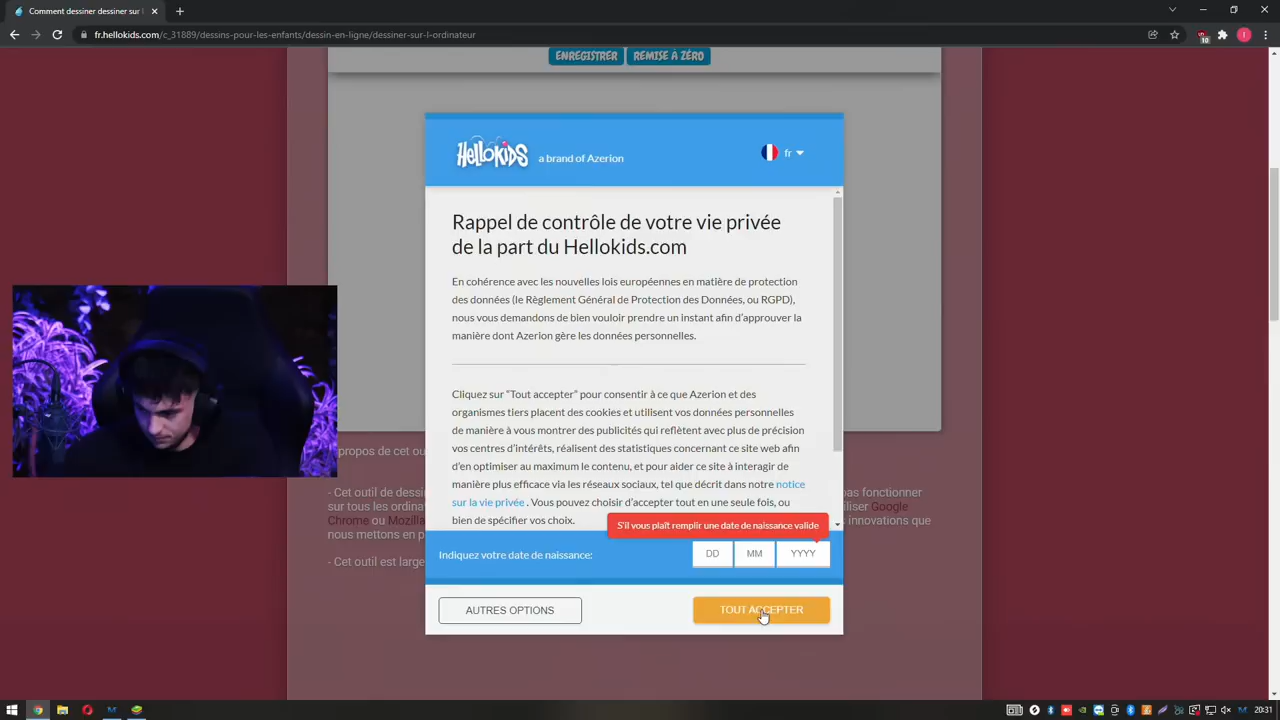 Comment dessiner dessiner sur l
fr.hellokids.com/c_31889/dessins-pour-les-enfants/dessin-en-ligne/dessiner-sur-l-ordinateur
10
I
ENREGISTRER REMISE À ZÉRO
HELLOKIDS a brand of Azerion
fr
Rappel de contrôle de votre vie privée
de la part du Hellokids.com
En cohérence avec les nouvelles lois européennes en matière de protection
des données (le Règlement Général de Protection des Données, ou RGPD),
nous vous demandons de bien vouloir prendre un instant afin d'approuver la
manière dont Azerion gère les données personnelles.
Cliquez sur "Tout accepter" pour consentir à ce que Azerion et des
organismes tiers placent des cookies et utilisent vos données personnelles
de manière à vous montrer des publicités qui reflètent avec plus de précision
vos centres d'intérêts, réalisent des statistiques concernant ce site web afin
d'en optimiser au maximum le contenu, et pour aider ce site à interagir de
manière plus efficace via les réseaux sociaux, tel que décrit dans notre notice
sur la vie privée . Vous pouvez choisir d'accepter tout en une seule fois, ou
bien de spécifier vos choix.
S'il vous plaît remplir une date de naissance valide
Indiquez votre date de naissance: DD MM YYYY
AUTRES OPTIONS TOUT ACCEPTER
propos de cet ou
- Cet outil de dessin pas fonctionner
sur tous les ordina iliser Google
Chrome ou Mozilla s innovations que
nous mettons en p
- Cet outil est large
20:31